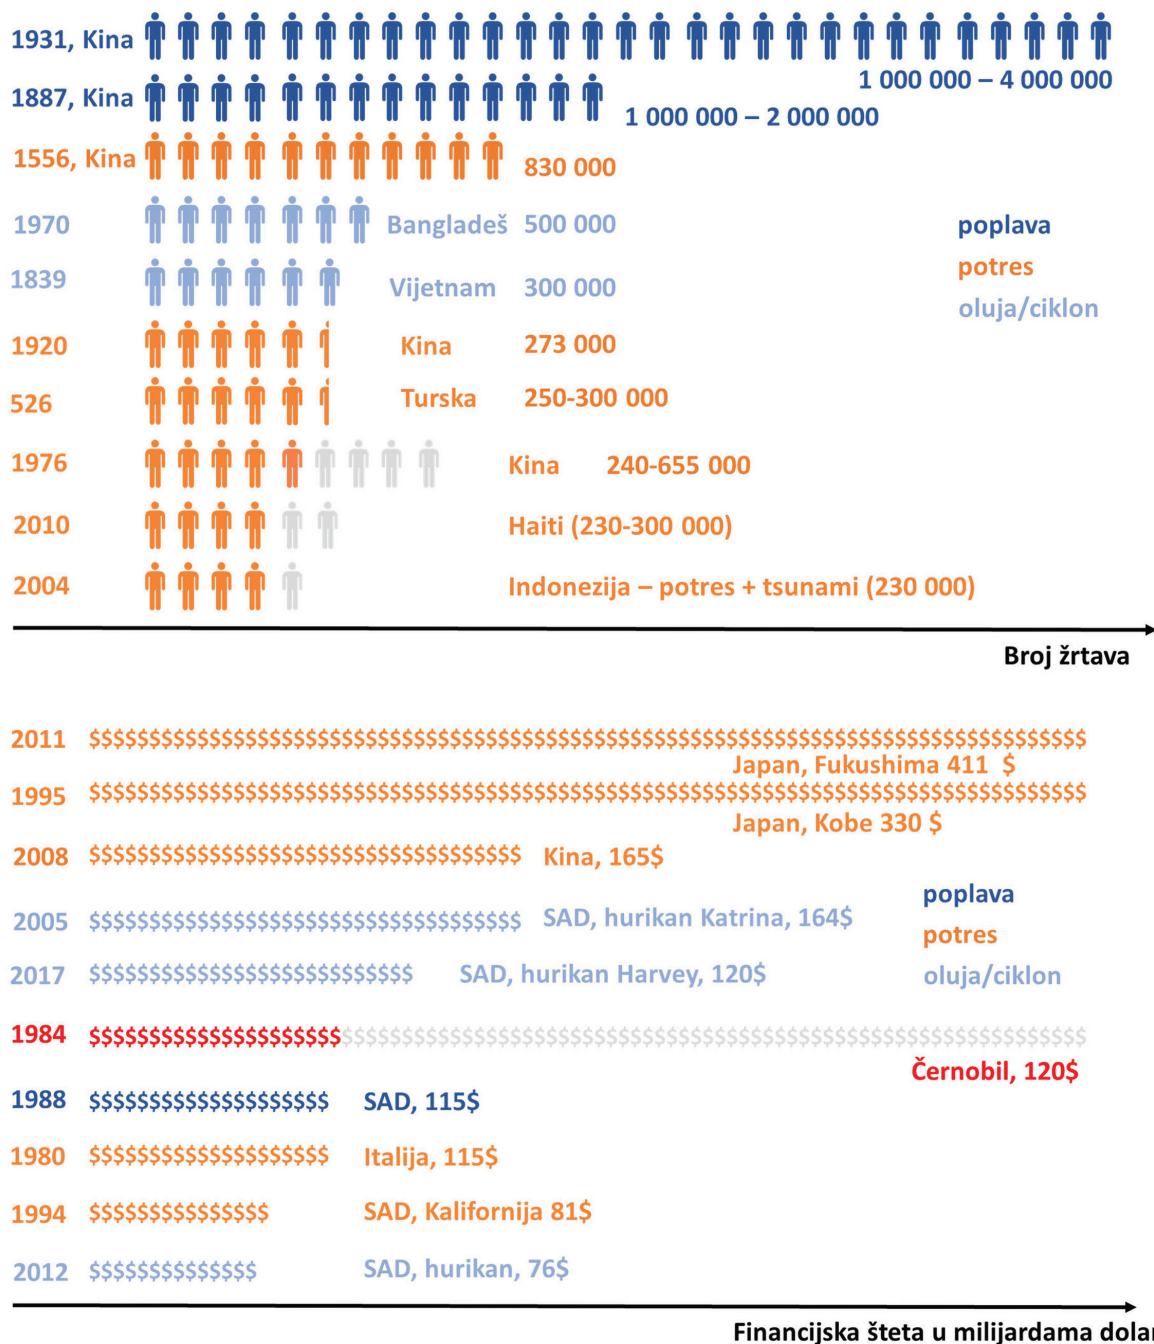 1931, Kina
1 000 000 – 4 000 000
1887, Kina
1 000 000 – 2 000 000
1556, Kina 830 000
1970 Bangladeš 500 000
poplava
1839 Vijetnam 300 000
potres
oluja/ciklon
1920 Kina 273 000
526 Turska 250-300 000
1976 Kina 240-655 000
2010 Haiti (230-300 000)
2004 Indonezija – potres + tsunami (230 000)
Broj žrtava
2011 $$$$$$$$$$$$$$$$$$$$$$$$$$$$$$$$$$$$$$$$$$$$$$$$$$$$$$$$$$$$$$$$$$$$$$$$$$$$$$$$$$$
Japan, Fukushima 411 $
1995 $$$$$$$$$$$$$$$$$$$$$$$$$$$$$$$$$$$$$$$$$$$$$$$$$$$$$$$$$$$$$$$$$$$$$$$$$$$$$$$$$$$
Japan, Kobe 330 $
2008 $$$$$$$$$$$$$$$$$$$$$$$$$$$$$$$$$$$$ Kina, 165$
poplava
2005 $$$$$$$$$$$$$$$$$$$$$$$$$$$$$$$$$$$$ SAD, hurikan Katrina, 164$
potres
2017 $$$$$$$$$$$$$$$$$$$$$$$$$$$ SAD, hurikan Harvey, 120$
oluja/ciklon
1984 $$$$$$$$$$$$$$$$$$$$$$$$$$$$$$$$$$$$$$$$$$$$$$$$$$$$$$$$$$$$$$$$$$$$$$$$$$$$$$$$$$$
Černobil, 120$
1988 $$$$$$$$$$$$$$$$$$$$ SAD, 115$
1980 $$$$$$$$$$$$$$$$$$$$ Italija, 115$
1994 $$$$$$$$$$$$$$$ SAD, Kalifornija 81$
2012 $$$$$$$$$$$$$$ SAD, hurikan, 76$
Financijska šteta u milijardama dolar